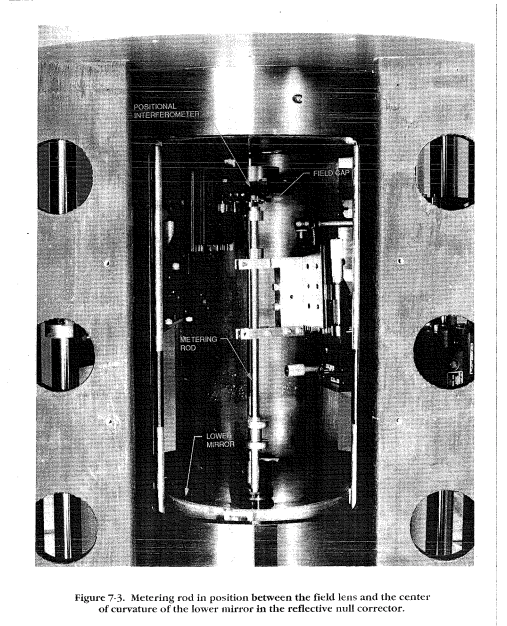 POSITIONAL
INTERFEROMETER
FIELD CAP
METERING
ROD
LOWER
MIRROR
Figure 7-3. Metering rod in position between the field lens and the center
of curvature of the lower mirror in the reflective null corrector.